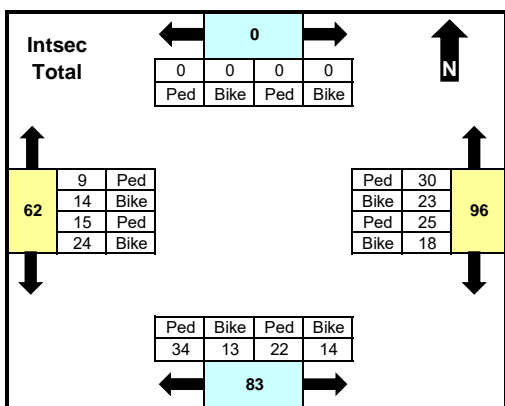 Intsec
Total
0
N
0 0 0 0
Ped Bike Ped Bike
62
9 Ped
14 Bike
15 Ped
24 Bike
Ped 30
Bike 23
Ped 25
Bike 18
96
Ped Bike Ped Bike
34 13 22 14
83